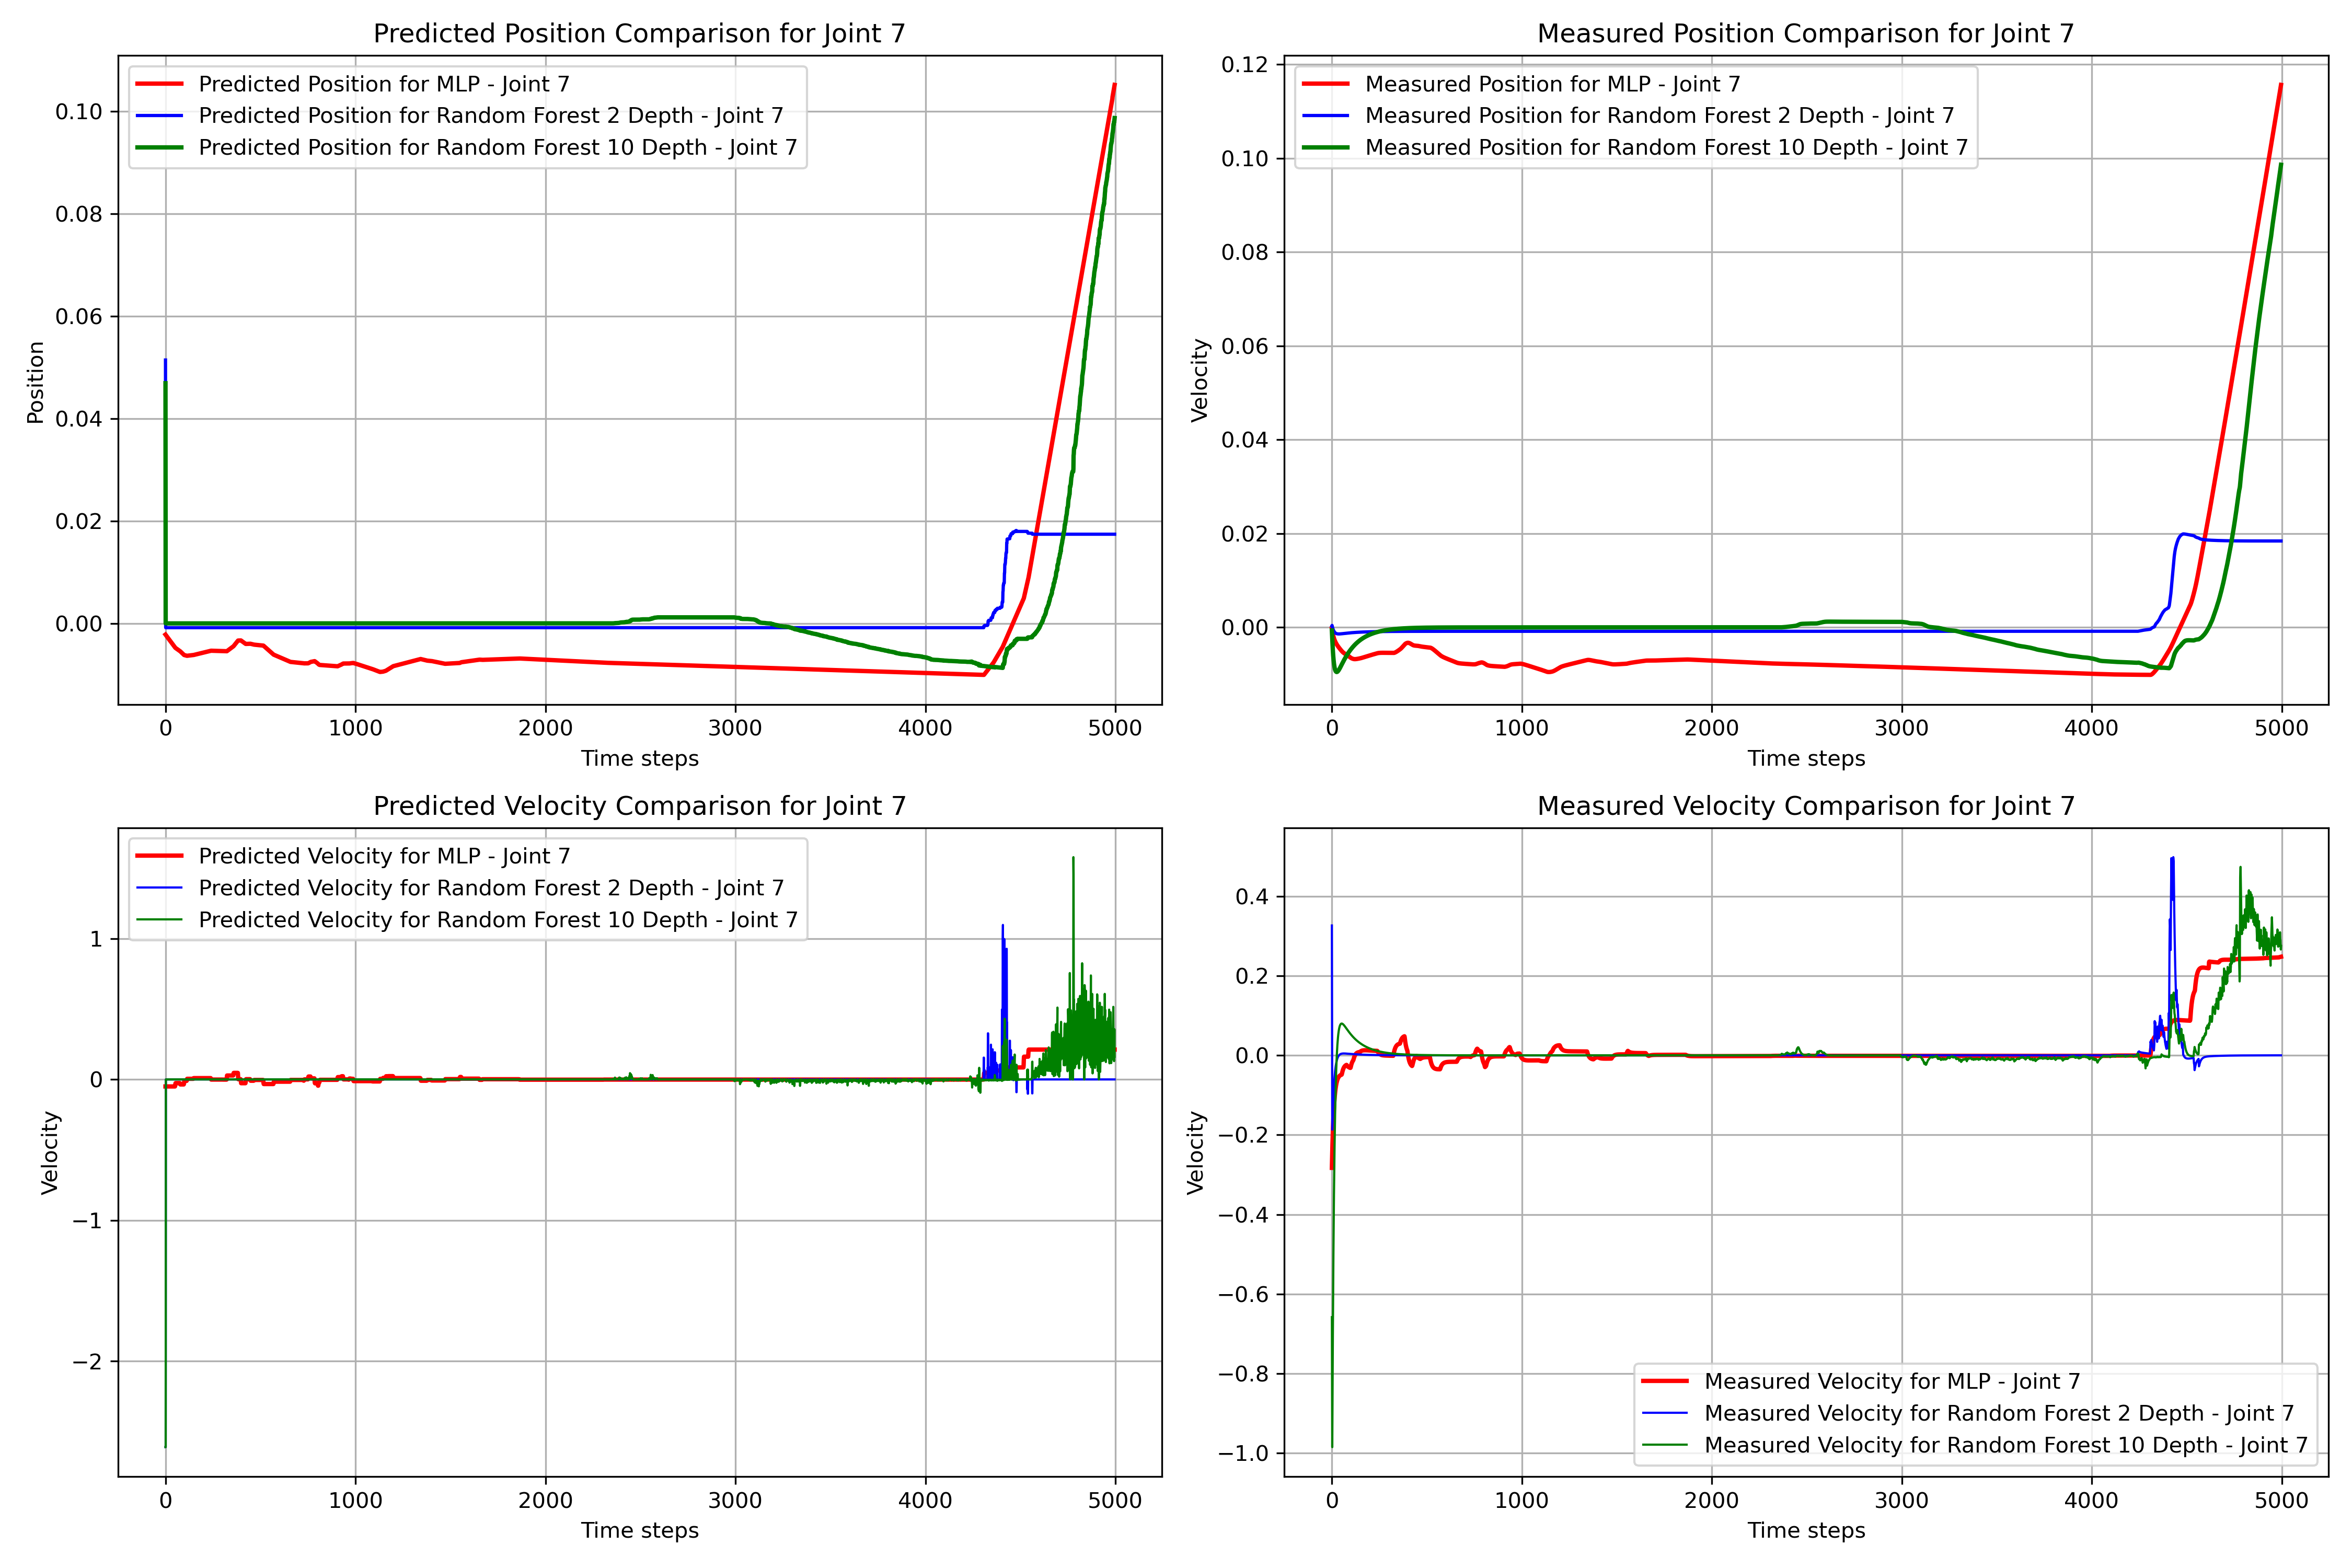 Predicted Position Comparison for Joint 7
Predicted Position for MLP - Joint 7
Predicted Position for Random Forest 2 Depth - Joint 7
Predicted Position for Random Forest 10 Depth - Joint 7
Position
0.10
0.08
0.06
0.04
0.02
0.00
0 1000 2000 3000 4000 5000
Time steps
Measured Position Comparison for Joint 7
Measured Position for MLP - Joint 7
Measured Position for Random Forest 2 Depth - Joint 7
Measured Position for Random Forest 10 Depth - Joint 7
Velocity
0.12
0.10
0.08
0.06
0.04
0.02
0.00
0 1000 2000 3000 4000 5000
Time steps
Predicted Velocity Comparison for Joint 7
Predicted Velocity for MLP - Joint 7
Predicted Velocity for Random Forest 2 Depth - Joint 7
Predicted Velocity for Random Forest 10 Depth - Joint 7
Velocity
1
0
−1
−2
0 1000 2000 3000 4000 5000
Time steps
Measured Velocity Comparison for Joint 7
Velocity
0.4
0.2
0.0
−0.2
−0.4
−0.6
−0.8
−1.0
Measured Velocity for MLP - Joint 7
Measured Velocity for Random Forest 2 Depth - Joint 7
Measured Velocity for Random Forest 10 Depth - Joint 7
0 1000 2000 3000 4000 5000
Time steps